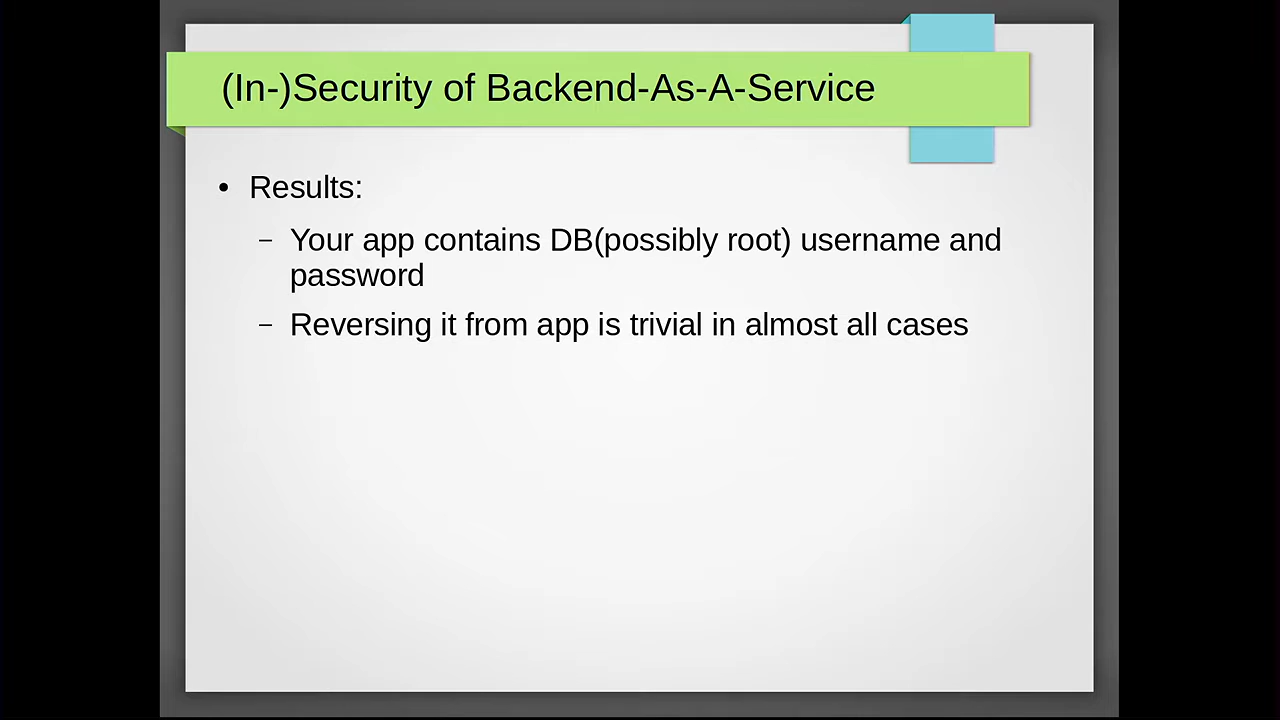 (In-)Security of Backend-As-A-Service
• Results:
– Your app contains DB(possibly root) username and
password
– Reversing it from app is trivial in almost all cases